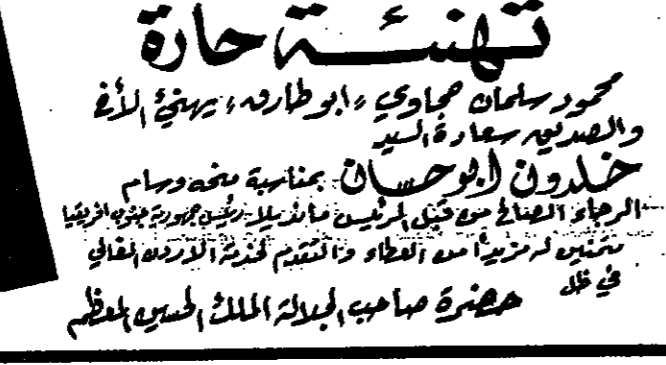 تهنئة حارة
محمود سلمان حجاوي «ابو طارق» يهنئ الأخ
والصديق سعادة السيد
خلدون ابو حسان بمناسبة منحه وسام
الرجاء الصالح من قبل الرئيس مانديلا رئيس جمهورية جنوب افريقيا
متمنين له مزيداً من العطاء والتقدم لخدمة الاردن الغالي
في ظل حضرة صاحب الجلالة الملك الحسين المعظم